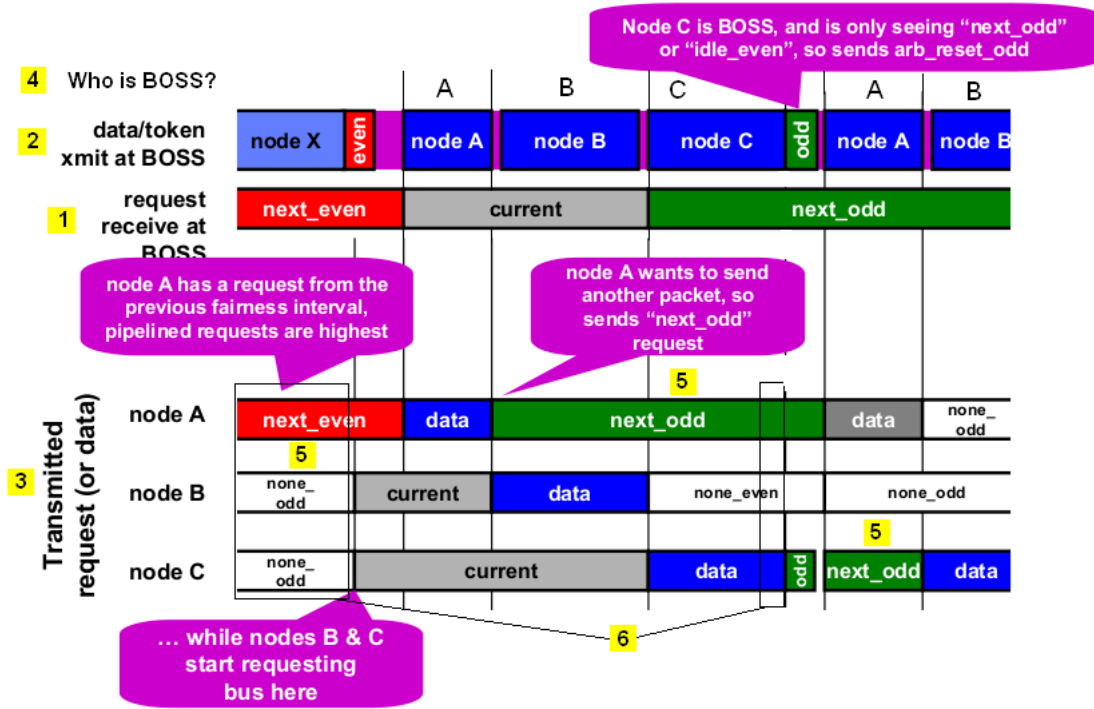 Node C is BOSS, and is only seeing “next_odd”
or “idle_even”, so sends arb_reset_odd
4 Who is BOSS?
A B C A B
2 data/token
xmit at BOSS
node X even node A node B node C odd node A node B
1 request
receive at
BOSS
next_even current next_odd
node A has a request from the
previous fairness interval,
pipelined requests are highest
node A wants to send
another packet, so
sends “next_odd”
request
5
3 Transmitted
request (or data)
node A next_even data next_odd data none_
odd
5
node B none_
odd current data none_even none_odd
5
node C none_
odd current data odd next_odd data
6
… while nodes B & C
start requesting
bus here